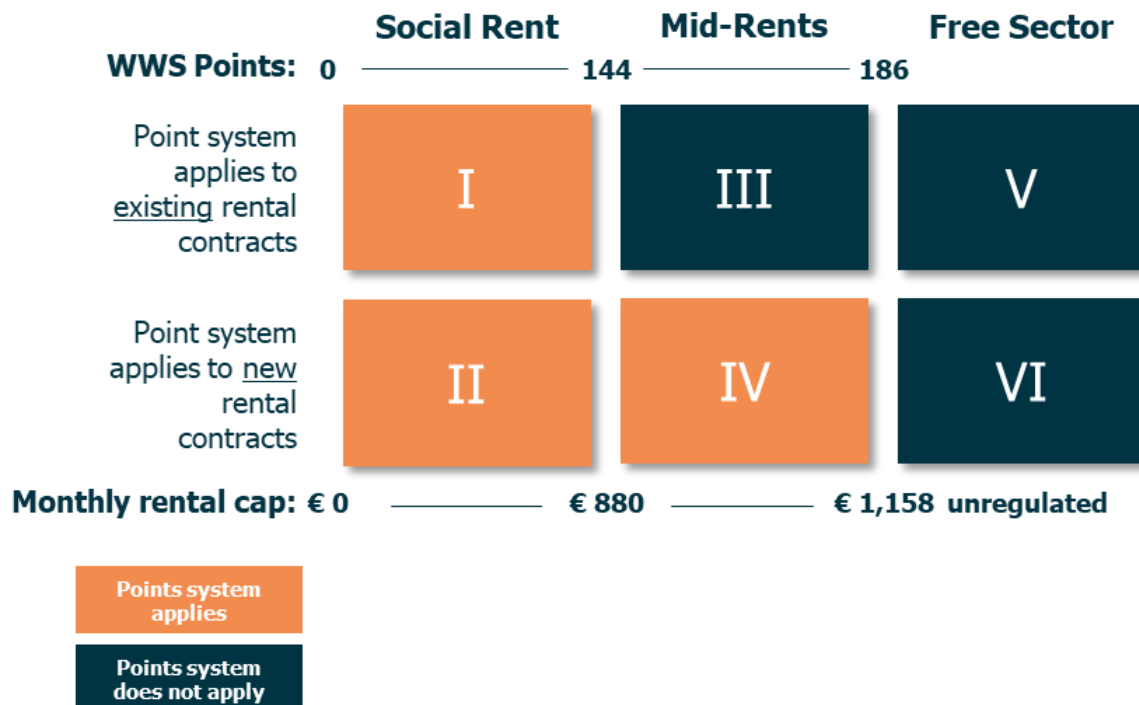 Social Rent Mid-Rents Free Sector
WWS Points: 0 144 186
Point system
applies to
existing rental
contracts
I III V
Point system
applies to new
rental
contracts
II IV VI
Monthly rental cap: € 0 € 880 € 1,158 unregulated
Points system
applies
Points system
does not apply